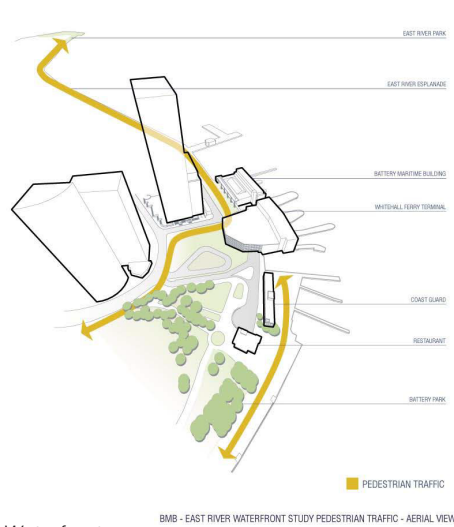 EAST RIVER PARK
EAST RIVER ESPLANADE
BATTERY MARITIME BUILDING
WHITEHALL FERRY TERMINAL
COAST GUARD
RESTAURANT
BATTERY PARK
PEDESTRIAN TRAFFIC
BMB - EAST RIVER WATERFRONT STUDY PEDESTRIAN TRAFFIC - AERIAL VIEW